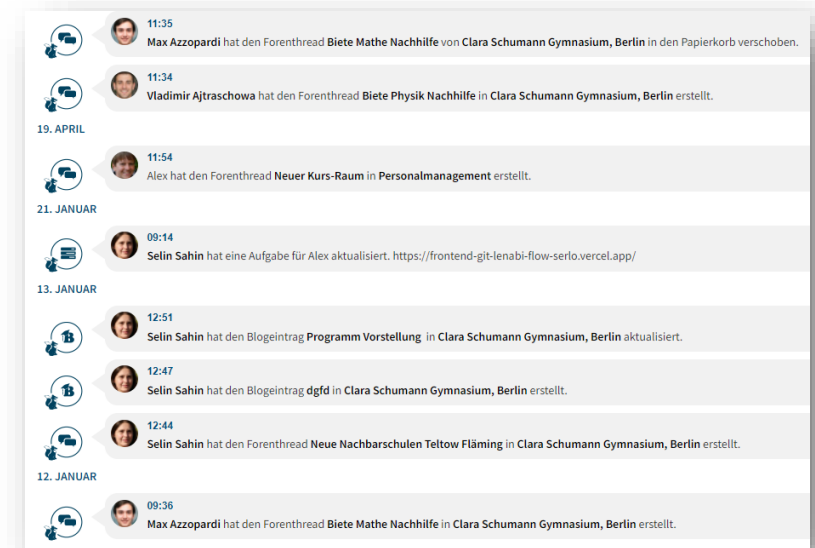 11:35
Max Azzopardi hat den Forenthread Biete Mathe Nachhilfe von Clara Schumann Gymnasium, Berlin in den Papierkorb verschoben.
11:34
Vladimir Ajtraschowa hat den Forenthread Biete Physik Nachhilfe in Clara Schumann Gymnasium, Berlin erstellt.
19. APRIL
11:54
Alex hat den Forenthread Neuer Kurs-Raum in Personalmanagement erstellt.
21. JANUAR
09:14
Selin Sahin hat eine Aufgabe für Alex aktualisiert. https://frontend-git-lenabi-flow-serlo.vercel.app/
13. JANUAR
12:51
Selin Sahin hat den Blogeintrag Programm Vorstellung in Clara Schumann Gymnasium, Berlin aktualisiert.
12:47
Selin Sahin hat den Blogeintrag dgfd in Clara Schumann Gymnasium, Berlin erstellt.
12:44
Selin Sahin hat den Forenthread Neue Nachbarschulen Teltow Fläming in Clara Schumann Gymnasium, Berlin erstellt.
12. JANUAR
09:36
Max Azzopardi hat den Forenthread Biete Mathe Nachhilfe in Clara Schumann Gymnasium, Berlin erstellt.